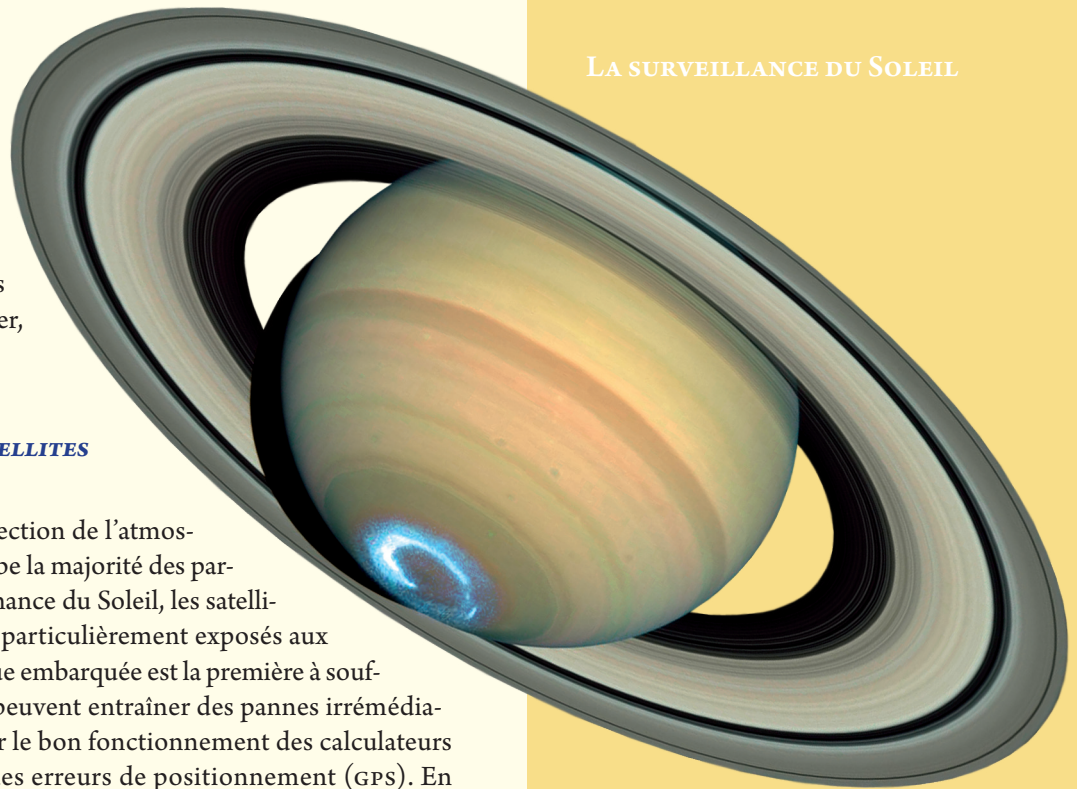 La surveillance du Soleil
s
er,
ellites
ection de l’atmos-
be la majorité des par-
nance du Soleil, les satelli-
particulièrement exposés aux
ue embarquée est la première à souf-
peuvent entraîner des pannes irrémédia-
r le bon fonctionnement des calculateurs
les erreurs de positionnement (GPS). En